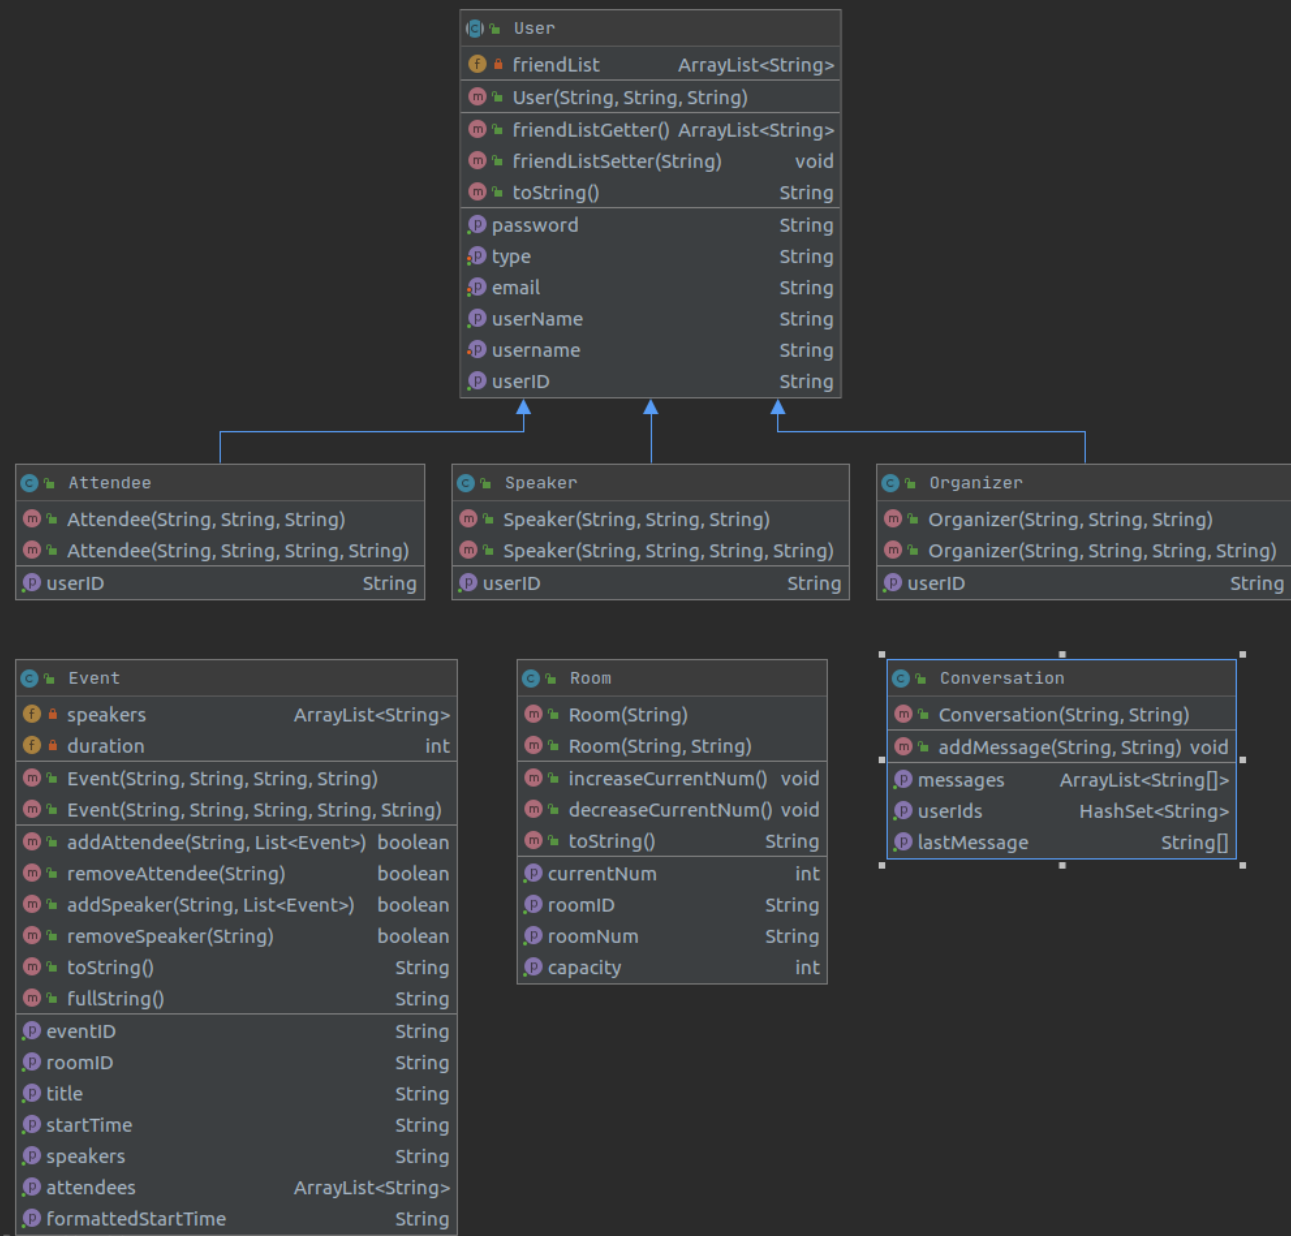 User
friendList ArrayList<String>
User(String, String, String)
friendListGetter() ArrayList<String>
friendListSetter(String) void
toString() String
password String
type String
email String
userName String
username String
userID String
Attendee
Attendee(String, String, String)
Attendee(String, String, String, String)
userID String
Speaker
Speaker(String, String, String)
Speaker(String, String, String, String)
userID String
Organizer
Organizer(String, String, String)
Organizer(String, String, String, String)
userID String
Event
speakers ArrayList<String>
duration int
Event(String, String, String, String)
Event(String, String, String, String, String)
addAttendee(String, List<Event>) boolean
removeAttendee(String) boolean
addSpeaker(String, List<Event>) boolean
removeSpeaker(String) boolean
toString() String
fullString() String
eventID String
roomID String
title String
startTime String
speakers String
attendees ArrayList<String>
formattedStartTime String
Room
Room(String)
Room(String, String)
increaseCurrentNum() void
decreaseCurrentNum() void
toString() String
currentNum int
roomID String
roomNum String
capacity int
Conversation
Conversation(String, String)
addMessage(String, String) void
messages ArrayList<String[]>
userIds HashSet<String>
lastMessage String[]